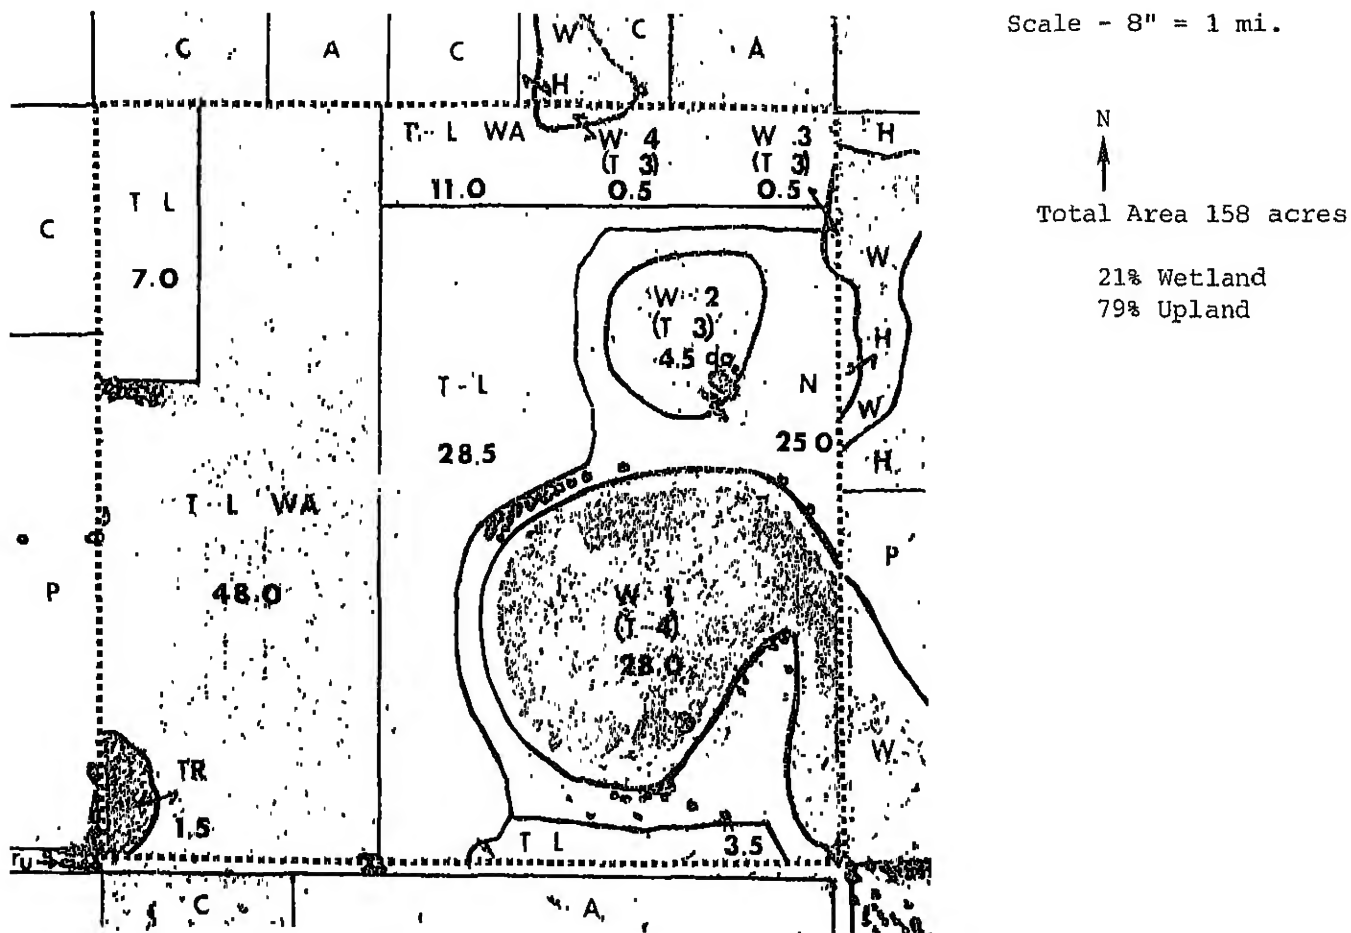 Scale - 8" = 1 mi.
N
Total Area 158 acres
21% Wetland
79% Upland
C
A
C
W
C
A
H
T-L WA
11.0
W 4
(T 3)
0.5
W 3
(T 3)
0.5
H
T L
7.0
C
W
W-2
(T 3)
4.5
T-L
28.5
N
25.0
H
W
H
T-L WA
48.0
P
P
W 1
(T-4)
28.0
W
TR
1.5
T L
3.5
C
A